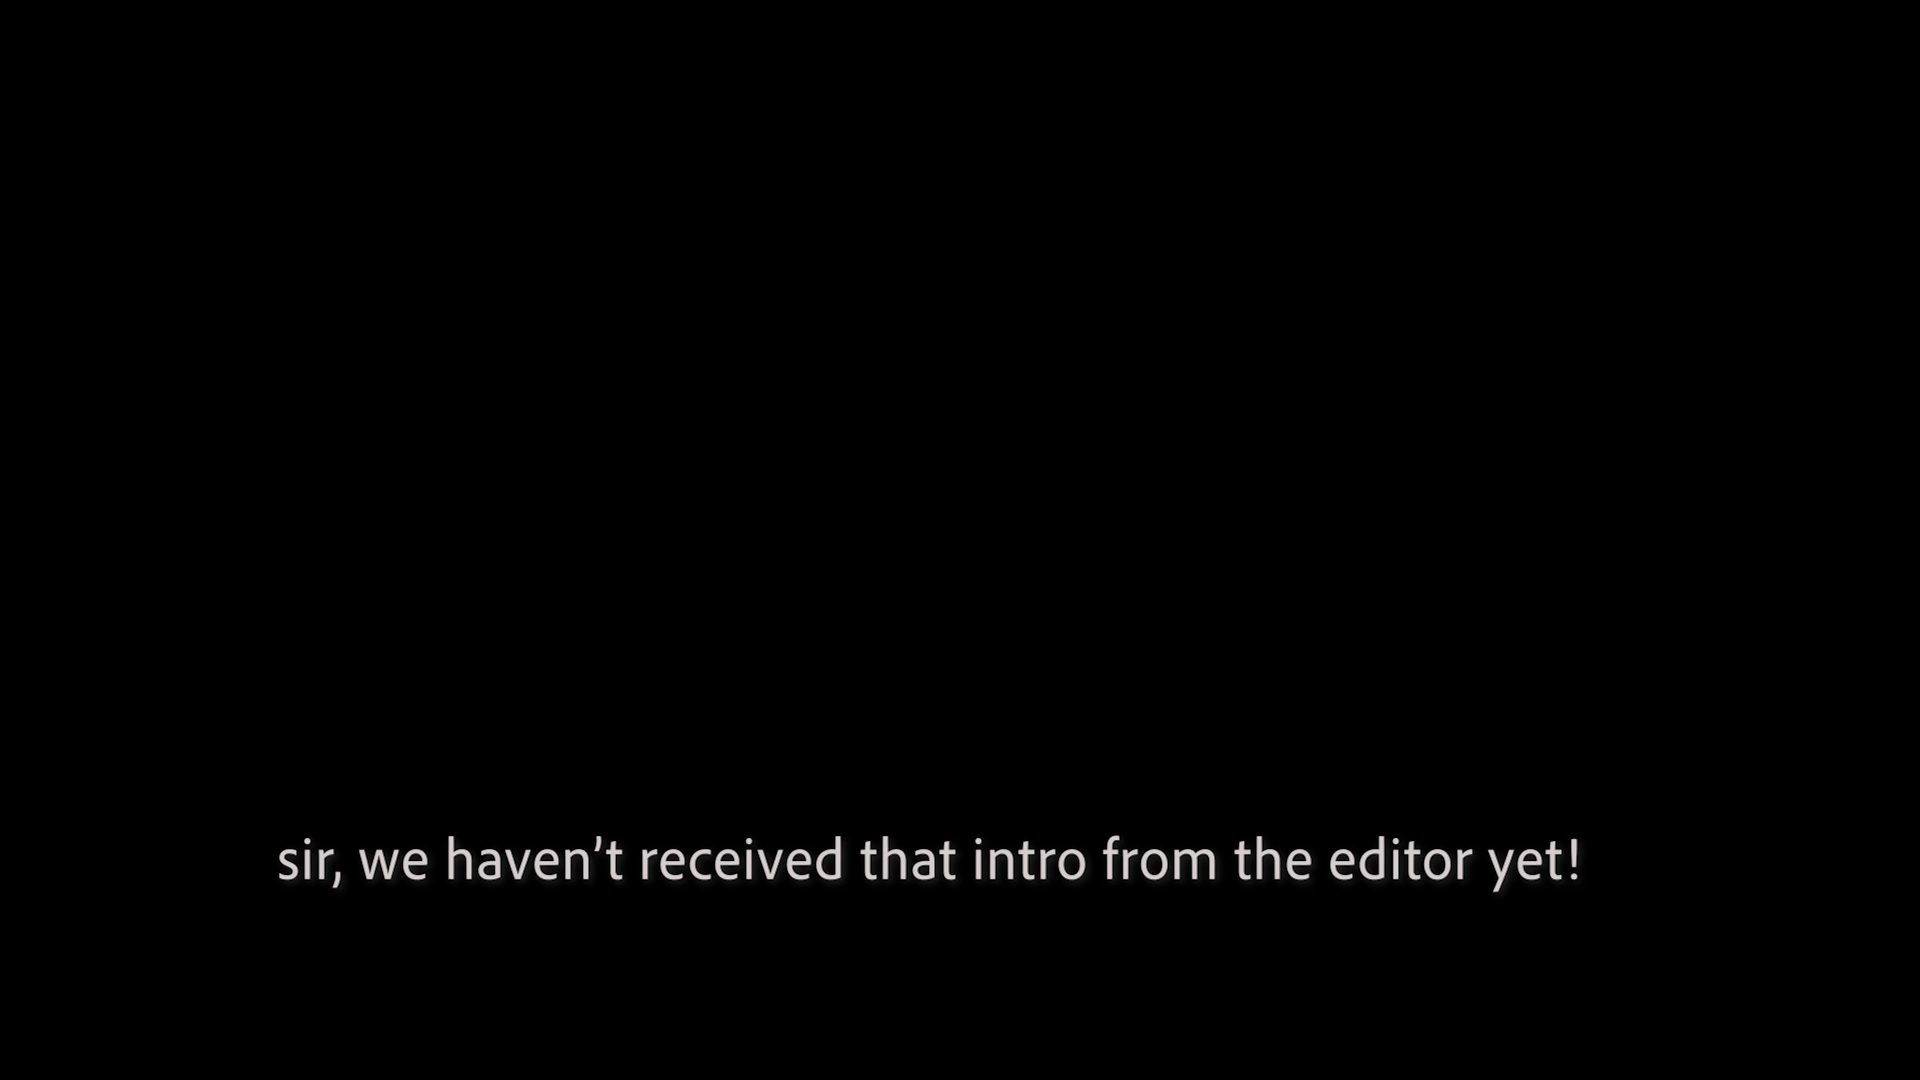 sir, we haven’t received that intro from the editor yet!